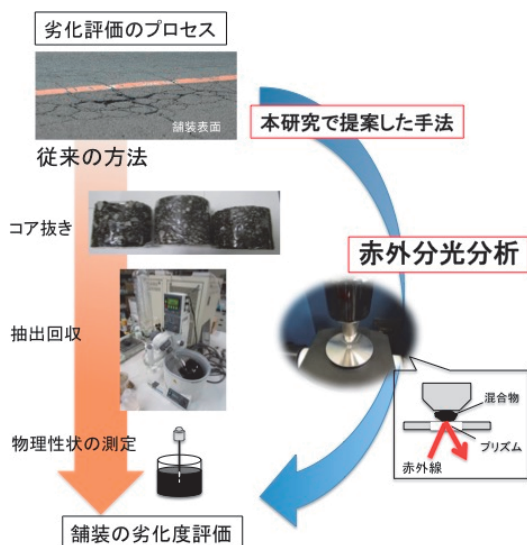 劣化評価のプロセス
舗装表面
本研究で提案した手法
従来の方法
コア抜き
赤外分光分析
抽出回収
混合物
プリズム
赤外線
物理性状の測定
舗装の劣化度評価